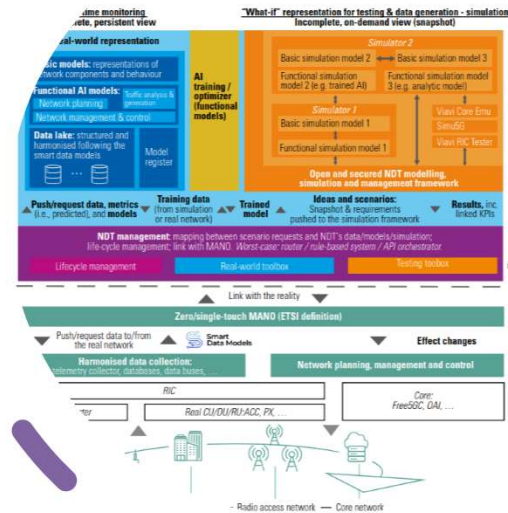 ime monitoring
lete, persistent view
"What-if" representation for testing & data generation - simulation
Incomplete, on-demand view (snapshot)
eal-world representation
sic models: representations of
etwork components and behaviour
Functional AI models:
Network planning
Traffic analysis &
generation
Network management & control
Data lake: structured and
harmonised following the
smart data models
...
Model
register
AI
training /
optimizer
(functional
models)
Simulator 2
Basic simulation model 2
Basic simulation model 3
Functional simulation
model 2 (e.g. trained AI)
Functional simulation model
3 (e.g. analytic model)
Simulator 1
Basic simulation model 1
Functional simulation model 1
Viavi Core Emu
Simu5G
Viavi RIC Tester
Open and secured NDT modelling,
simulation and management framework
Push/request data, metrics
(i.e., predicted), and models
Training data
(from simulation
or real network)
Trained
model
Ideas and scenarios:
Snapshot & requirements
pushed to the simulation framework
Results, inc.
linked KPIs
NDT management: mapping between scenario requests and NDT's data/models/simulation;
life-cycle management; link with MANO. Worst-case: router / rule-based system / API orchestrator.
Lifecycle management
Real-world toolbox
Testing toolbox
Link with the reality
Zero/single-touch MANO (ETSI definition)
Push/request data to/from
the real network
Smart
Data Models
Effect changes
Harmonised data collection:
telemetry collector, databases, data buses, ...
Network planning, management and control
RIC
ter
Real CU/DU/RU:ACC, PX, ...
Core:
Free5GC, OAI, ...
- Radio access network — Core network